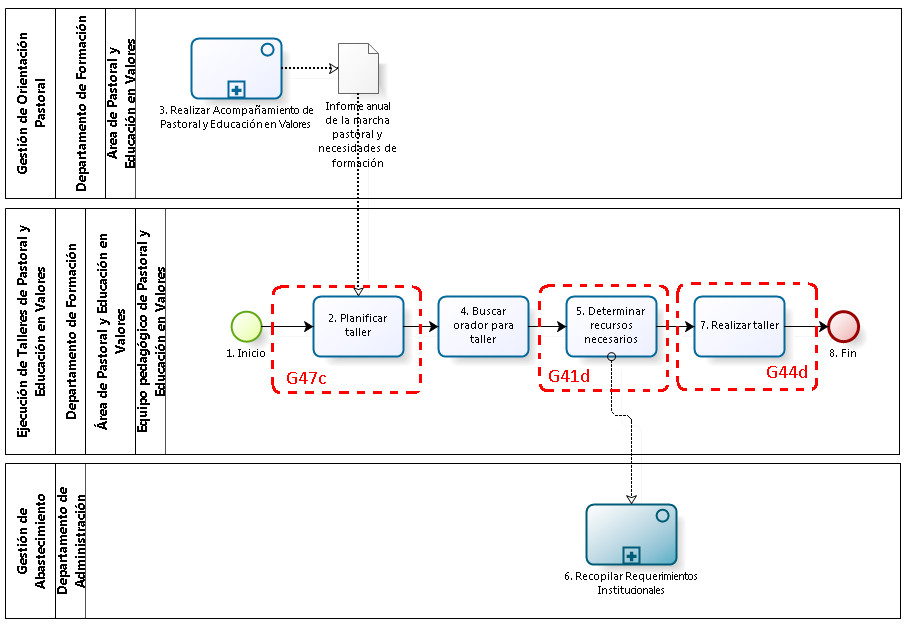 Gestión de Orientación
Pastoral
Departamento de Formación
Área de Pastoral y
Educación en Valores
3. Realizar Acompañamiento de
Pastoral y Educación en Valores
Informe anual
de la marcha
pastoral y
necesidades de
formación
Ejecución de Talleres de Pastoral y
Educación en Valores
Departamento de Formación
Área de Pastoral y Educación en
Valores
Equipo pedagógico de Pastoral y
Educación en Valores
1. Inicio
2. Planificar
taller
G47c
4. Buscar
orador para
taller
5. Determinar
recursos
necesarios
G41d
7. Realizar taller
G44d
8. Fin
Gestión de
Abastecimiento
Departamento de
Administración
6. Recopilar Requerimientos
Institucionales